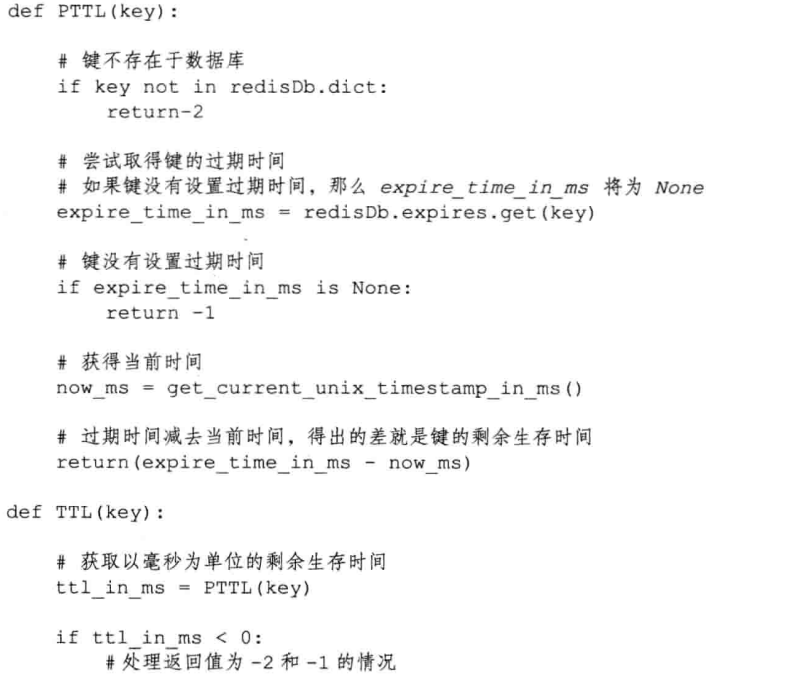 def PTTL(key):
# 键不存在于数据库
if key not in redisDb.dict:
return-2
# 尝试取得键的过期时间
# 如果键没有设置过期时间，那么 expire_time_in_ms 将为 None
expire_time_in_ms = redisDb.expires.get(key)
# 键没有设置过期时间
if expire_time_in_ms is None:
return -1
# 获得当前时间
now_ms = get_current_unix_timestamp_in_ms()
# 过期时间减去当前时间，得出的差就是键的剩余生存时间
return(expire_time_in_ms - now_ms)
def TTL(key):
# 获取以毫秒为单位的剩余生存时间
ttl_in_ms = PTTL(key)
if ttl_in_ms < 0:
#处理返回值为 -2 和 -1 的情况